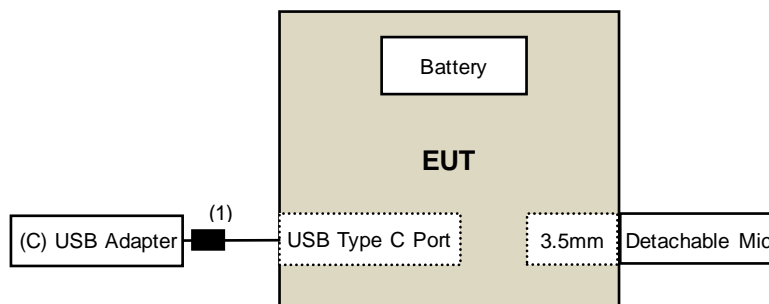 Battery
EUT
(1)
(C) USB Adapter
USB Type C Port
3.5mm
Detachable Mic